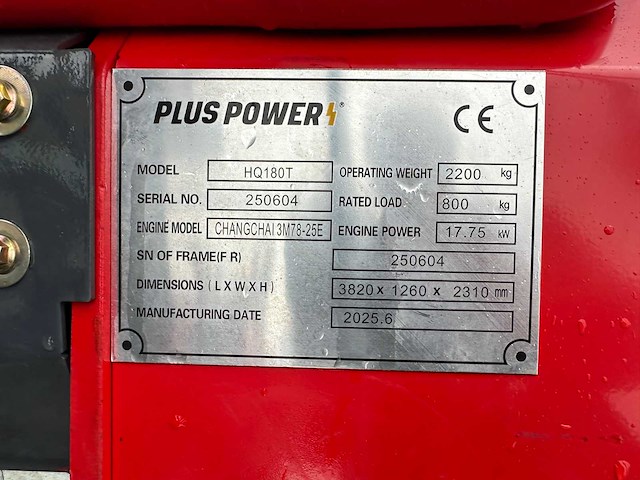 PLUS POWER ® CE
MODEL HQ180T OPERATING WEIGHT 2200 kg
SERIAL NO. 250604 RATED LOAD 800 kg
ENGINE MODEL CHANGCHAI 3M78-25E ENGINE POWER 17.75 kW
SN OF FRAME(F R) 250604
DIMENSIONS (L X W X H) 3820 x 1260 x 2310 mm
MANUFACTURING DATE 2025.6